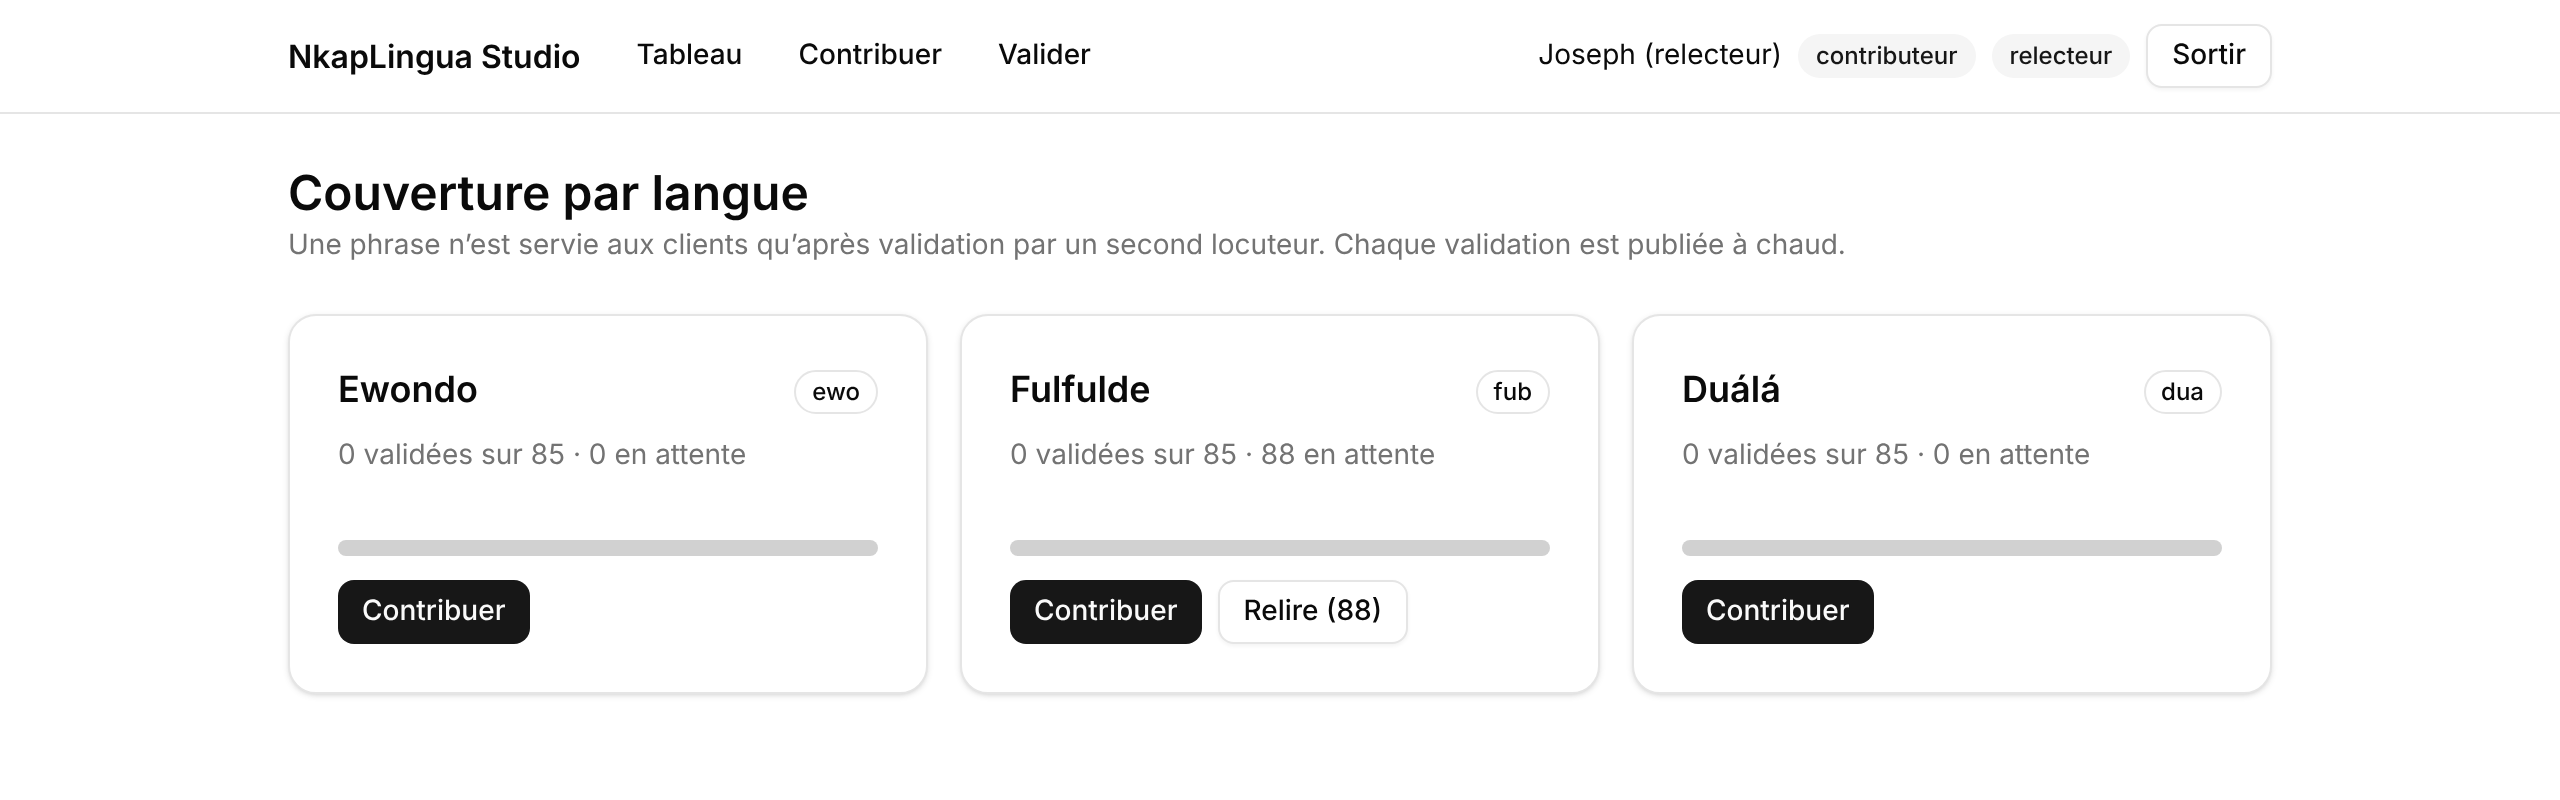 NkapLingua Studio Tableau Contribuer Valider Joseph (relecteur) contributeur relecteur Sortir
Couverture par langue
Une phrase n’est servie aux clients qu’après validation par un second locuteur. Chaque validation est publiée à chaud.
Ewondo ewo
0 validées sur 85 · 0 en attente
Contribuer
Fulfulde fub
0 validées sur 85 · 88 en attente
Contribuer Relire (88)
Duálá dua
0 validées sur 85 · 0 en attente
Contribuer